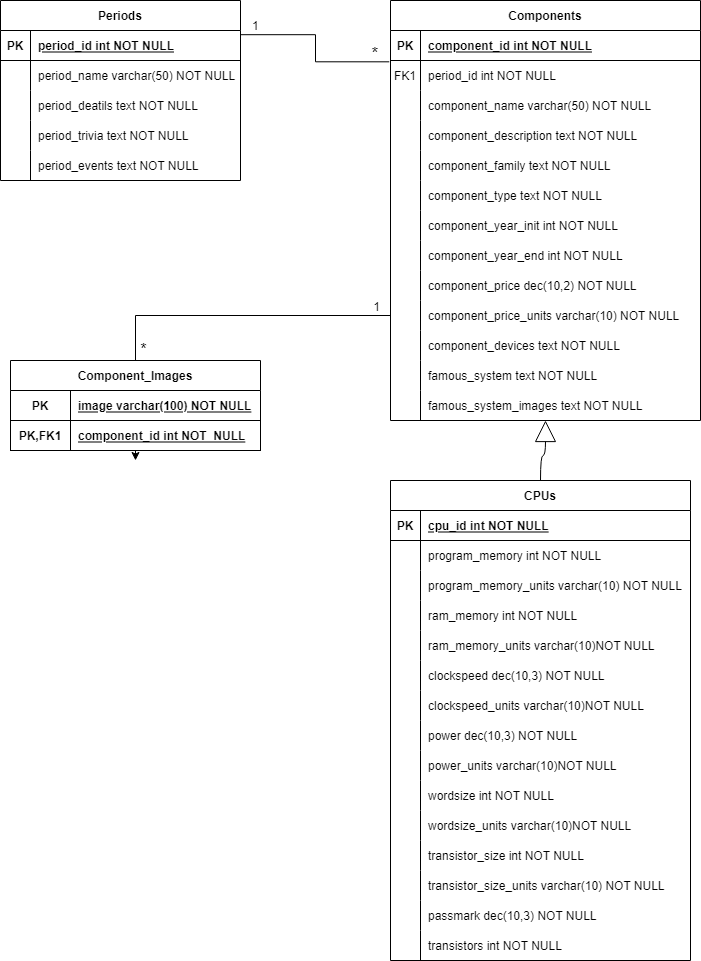 Periods
PK period_id int NOT NULL
period_name varchar(50) NOT NULL
period_deatils text NOT NULL
period_trivia text NOT NULL
period_events text NOT NULL
1
*
Components
PK component_id int NOT NULL
FK1 period_id int NOT NULL
component_name varchar(50) NOT NULL
component_description text NOT NULL
component_family text NOT NULL
component_type text NOT NULL
component_year_init int NOT NULL
component_year_end int NOT NULL
component_price dec(10,2) NOT NULL
component_price_units varchar(10) NOT NULL
component_devices text NOT NULL
famous_system text NOT NULL
famous_system_images text NOT NULL
1
*
Component_Images
PK image varchar(100) NOT NULL
PK,FK1 component_id int NOT NULL
CPUs
PK cpu_id int NOT NULL
program_memory int NOT NULL
program_memory_units varchar(10) NOT NULL
ram_memory int NOT NULL
ram_memory_units varchar(10)NOT NULL
clockspeed dec(10,3) NOT NULL
clockspeed_units varchar(10)NOT NULL
power dec(10,3) NOT NULL
power_units varchar(10)NOT NULL
wordsize int NOT NULL
wordsize_units varchar(10)NOT NULL
transistor_size int NOT NULL
transistor_size_units varchar(10) NOT NULL
passmark dec(10,3) NOT NULL
transistors int NOT NULL